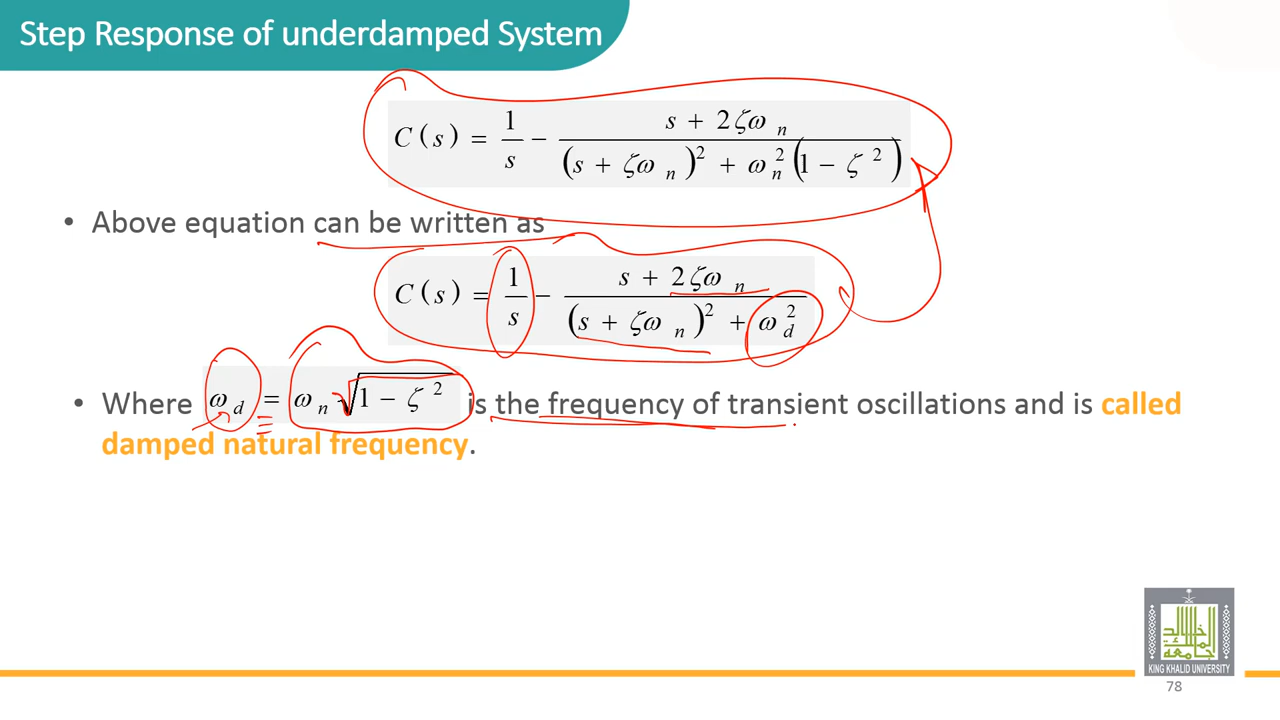 Step Response of underdamped System
C(s) = 1/s − (s + 2ζω_n)/((s + ζω_n)² + ω_n²(1 − ζ²))
• Above equation can be written as
C(s) = 1/s − (s + 2ζω_n)/((s + ζω_n)² + ω_d²)
• Where ω_d = ω_n√(1 − ζ²) is the frequency of transient oscillations and is called
damped natural frequency.
KING KHALID UNIVERSITY
78